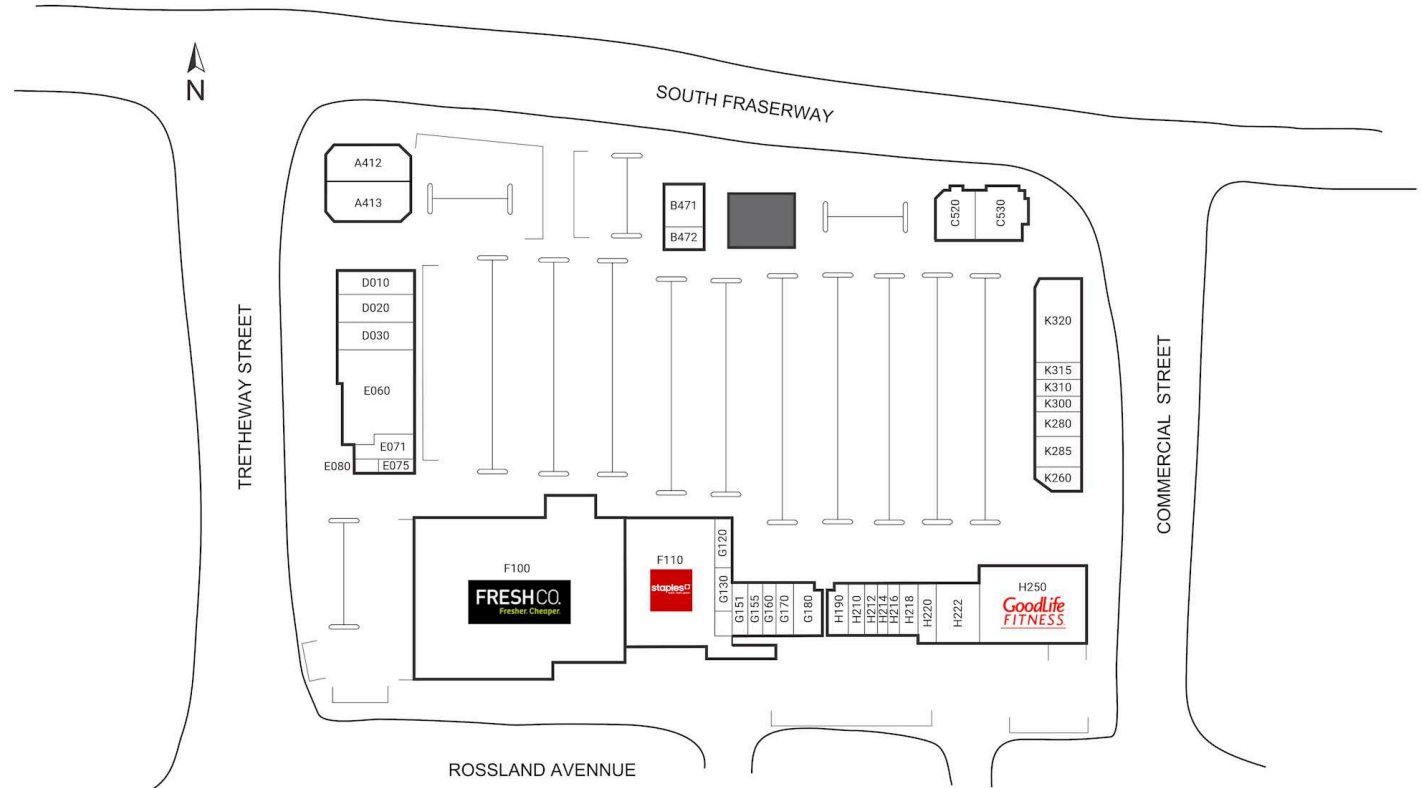 N
SOUTH FRASERWAY
A412
A413
B471
B472
C520
C530
D010
D020
D030
E060
E071
E080
E075
TRETHEWAY STREET
K320
K315
K310
K300
K280
K285
K260
COMMERCIAL STREET
F100
FRESHCO.
Fresher. Cheaper.
F110
staples
G120
G130
G151
G155
G160
G170
G180
H190
H210
H212
H214
H216
H218
H220
H222
H250
GoodLife
FITNESS
ROSSLAND AVENNUE